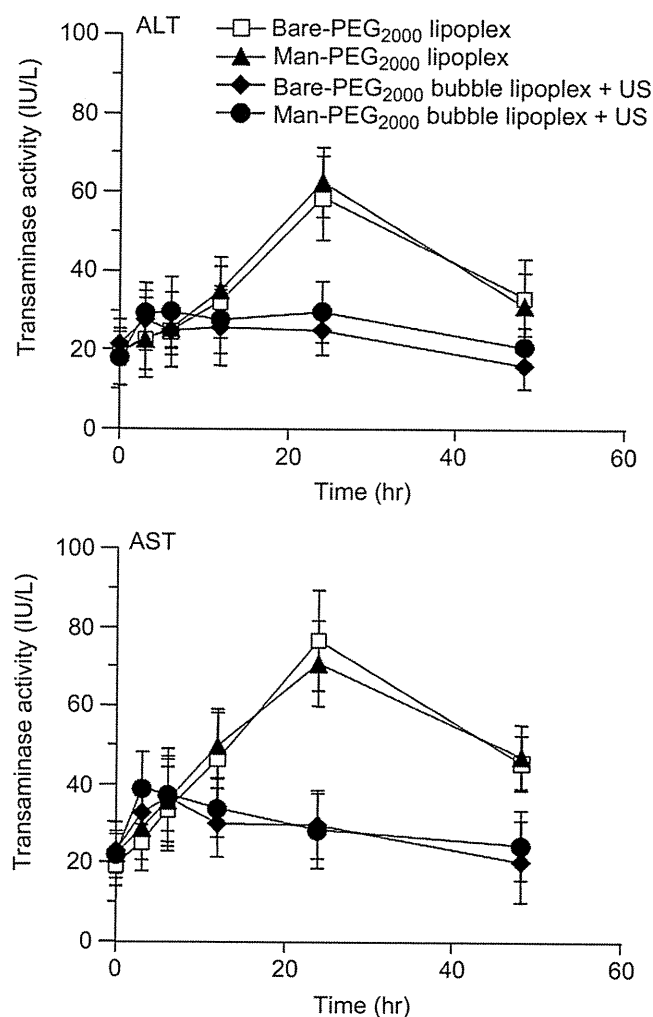 ALT
Bare-PEG2000 lipoplex
Man-PEG2000 lipoplex
Bare-PEG2000 bubble lipoplex + US
Man-PEG2000 bubble lipoplex + US
Transaminase activity (IU/L)
100
80
60
40
20
0
0 20 40 60
Time (hr)
AST
Transaminase activity (IU/L)
100
80
60
40
20
0
0 20 40 60
Time (hr)